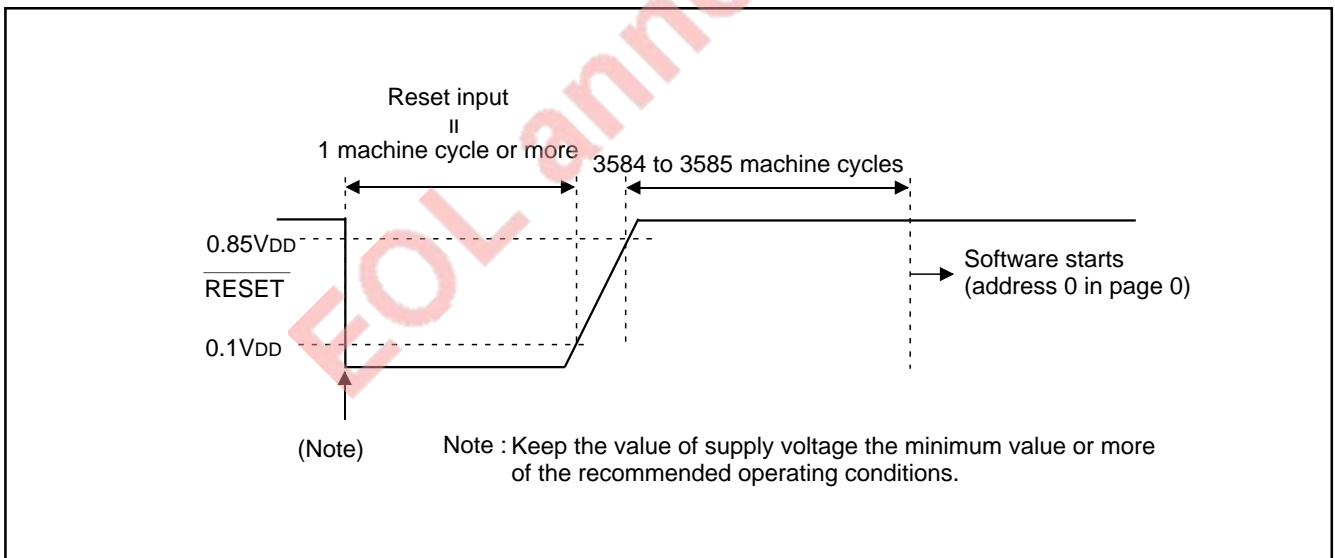 EOL anno
Reset input
=
1 machine cycle or more
3584 to 3585 machine cycles
0.85VDD
RESET
0.1VDD
Software starts
(address 0 in page 0)
(Note)
Note : Keep the value of supply voltage the minimum value or more
of the recommended operating conditions.